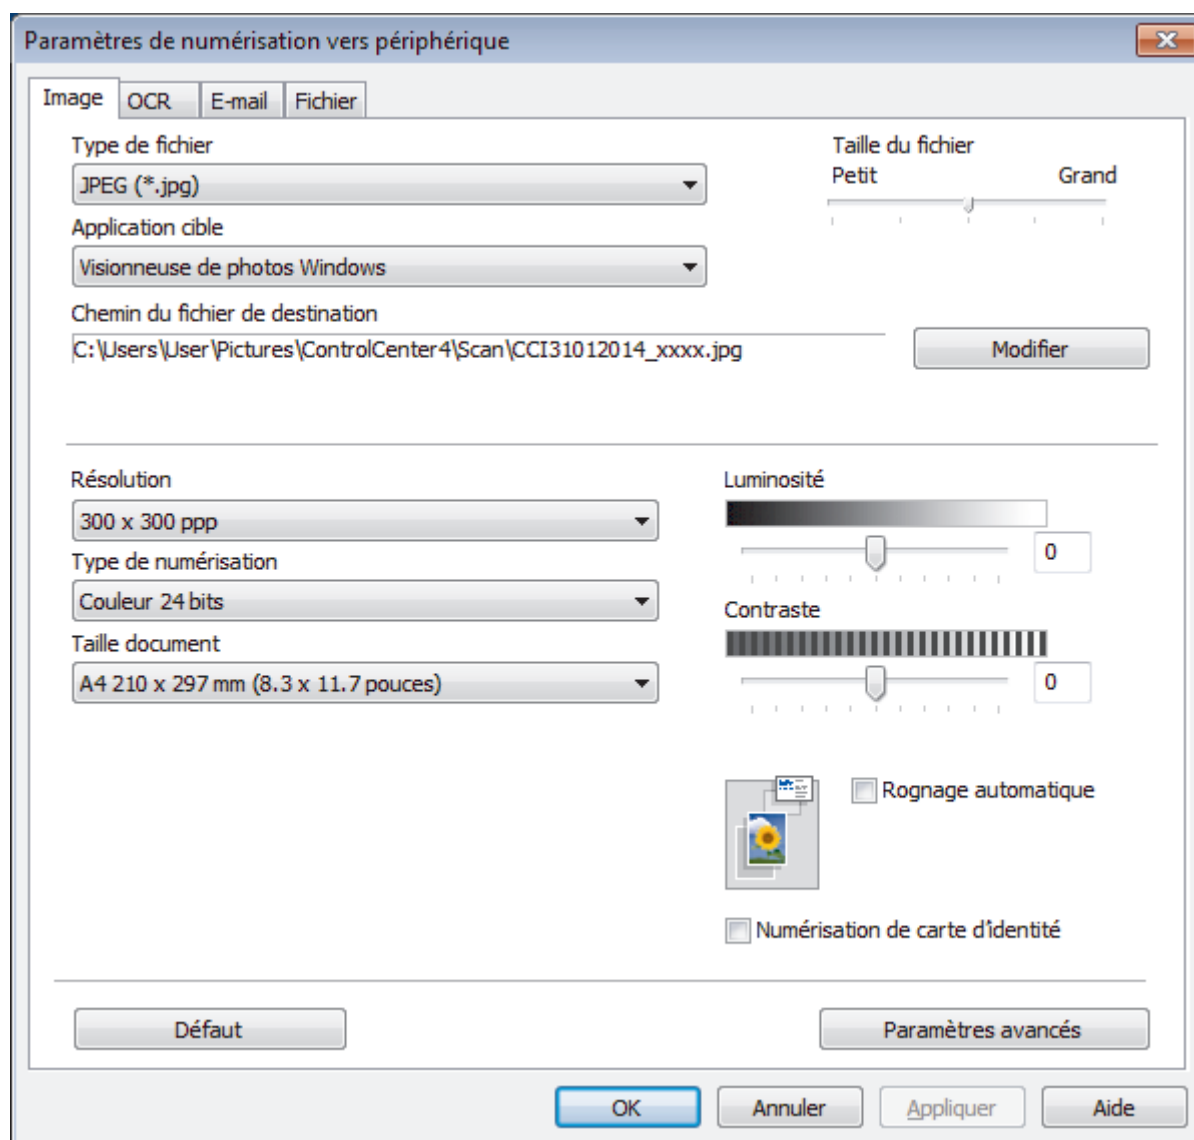 Paramètres de numérisation vers périphérique
Image OCR E-mail Fichier
Type de fichier
Taille du fichier
JPEG (*.jpg)
Petit Grand
Application cible
Visionneuse de photos Windows
Chemin du fichier de destination
C:\Users\User\Pictures\ControlCenter4\Scan\CCI31012014_xxxx.jpg
Modifier
Résolution
Luminosité
300 x 300 ppp
0
Type de numérisation
Couleur 24 bits
Contraste
Taille document
A4 210 x 297 mm (8.3 x 11.7 pouces)
0
Rognage automatique
Numérisation de carte d'identité
Défaut
Paramètres avancés
OK Annuler Appliquer Aide